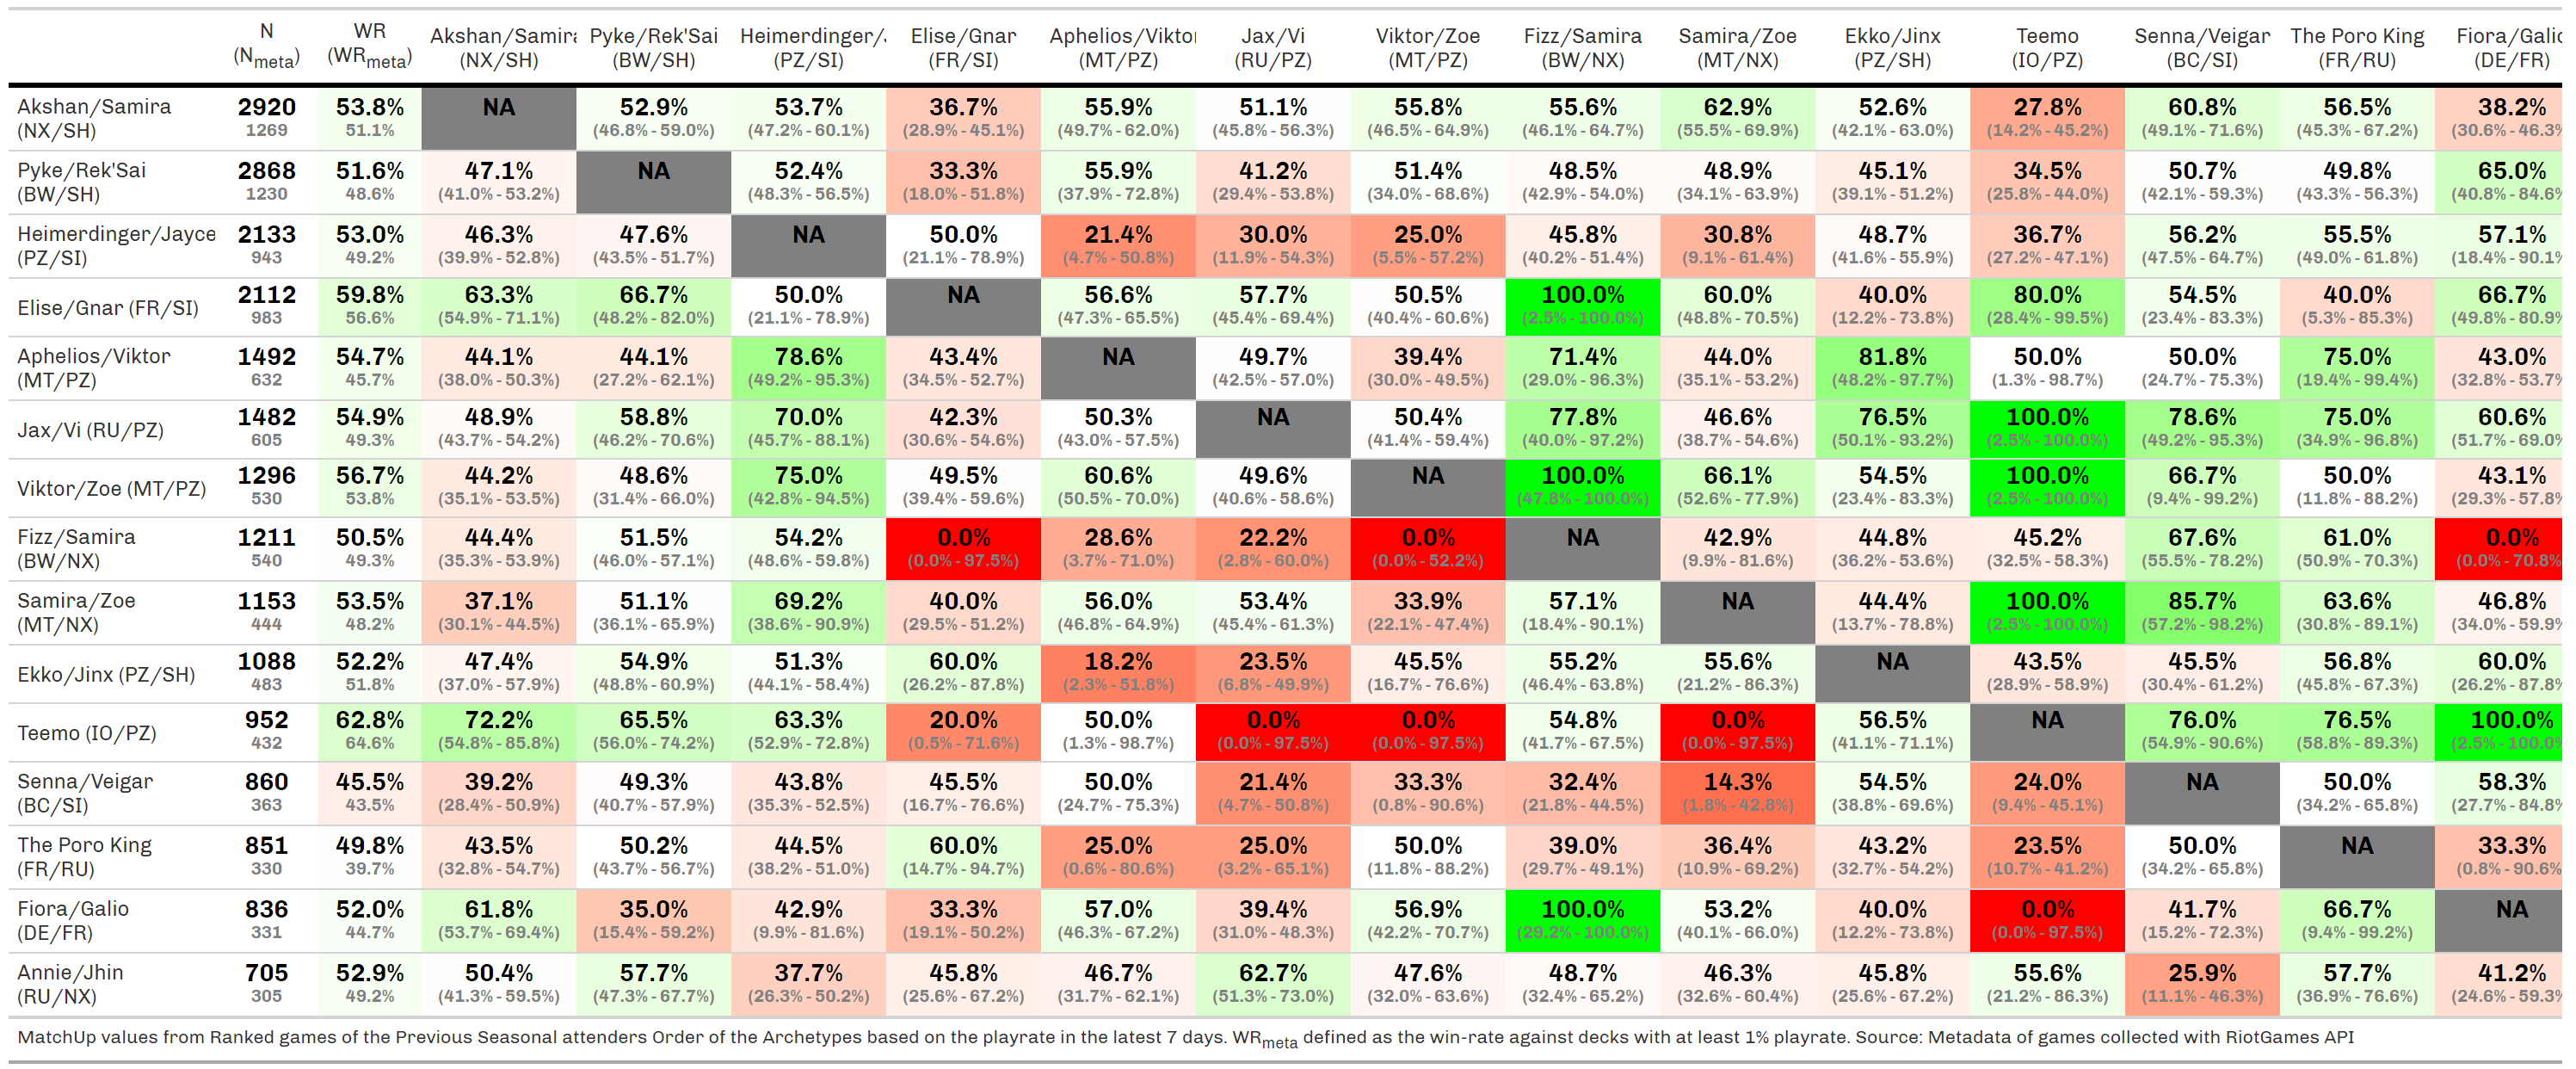 N WR Akshan/Samira Pyke/Rek'Sai Heimerdinger/J Elise/Gnar Aphelios/Viktor Jax/Vi Viktor/Zoe Fizz/Samira Samira/Zoe Ekko/Jinx Teemo Senna/Veigar The Poro King Fiora/Galio
(Nmeta) (WRmeta) (NX/SH) (BW/SH) (PZ/SI) (FR/SI) (MT/PZ) (RU/PZ) (MT/PZ) (BW/NX) (MT/NX) (PZ/SH) (IO/PZ) (BC/SI) (FR/RU) (DE/FR)
Akshan/Samira 2920 53.8% NA 52.9% 53.7% 36.7% 55.9% 51.1% 55.8% 55.6% 62.9% 52.6% 27.8% 60.8% 56.5% 38.2%
(NX/SH) 1269 51.1% (46.8% - 59.0%) (47.2% - 60.1%) (28.9% - 45.1%) (49.7% - 62.0%) (45.8% - 56.3%) (46.5% - 64.9%) (46.1% - 64.7%) (55.5% - 69.9%) (42.1% - 63.0%) (14.2% - 45.2%) (49.1% - 71.6%) (45.3% - 67.2%) (30.6% - 46.3%
Pyke/Rek'Sai 2868 51.6% 47.1% NA 52.4% 33.3% 55.9% 41.2% 51.4% 48.5% 48.9% 45.1% 34.5% 50.7% 49.8% 65.0%
(BW/SH) 1230 48.6% (41.0% - 53.2%) (48.3% - 56.5%) (18.0% - 51.8%) (37.9% - 72.8%) (29.4% - 53.8%) (34.0% - 68.6%) (42.9% - 54.0%) (34.1% - 63.9%) (39.1% - 51.2%) (25.8% - 44.0%) (42.1% - 59.3%) (43.3% - 56.3%) (40.8% - 84.6%
Heimerdinger/Jayce 2133 53.0% 46.3% 47.6% NA 50.0% 21.4% 30.0% 25.0% 45.8% 30.8% 48.7% 36.7% 56.2% 55.5% 57.1%
(PZ/SI) 943 49.2% (39.9% - 52.8%) (43.5% - 51.7%) (21.1% - 78.9%) (4.7% - 50.8%) (11.9% - 54.3%) (5.5% - 57.2%) (40.2% - 51.4%) (9.1% - 61.4%) (41.6% - 55.9%) (27.2% - 47.1%) (47.5% - 64.7%) (49.0% - 61.8%) (18.4% - 90.1%
Elise/Gnar (FR/SI) 2112 59.8% 63.3% 66.7% 50.0% NA 56.6% 57.7% 50.5% 100.0% 60.0% 40.0% 80.0% 54.5% 40.0% 66.7%
983 56.6% (54.9% - 71.1%) (48.2% - 82.0%) (21.1% - 78.9%) (47.3% - 65.5%) (45.4% - 69.4%) (40.4% - 60.6%) (2.5% - 100.0%) (48.8% - 70.5%) (12.2% - 73.8%) (28.4% - 99.5%) (23.4% - 83.3%) (5.3% - 85.3%) (49.8% - 80.9%
Aphelios/Viktor 1492 54.7% 44.1% 44.1% 78.6% 43.4% NA 49.7% 39.4% 71.4% 44.0% 81.8% 50.0% 50.0% 75.0% 43.0%
(MT/PZ) 632 45.7% (38.0% - 50.3%) (27.2% - 62.1%) (49.2% - 95.3%) (34.5% - 52.7%) (42.5% - 57.0%) (30.0% - 49.5%) (29.0% - 96.3%) (35.1% - 53.2%) (48.2% - 97.7%) (1.3% - 98.7%) (24.7% - 75.3%) (19.4% - 99.4%) (32.8% - 53.7%
Jax/Vi (RU/PZ) 1482 54.9% 48.9% 58.8% 70.0% 42.3% 50.3% NA 50.4% 77.8% 46.6% 76.5% 100.0% 78.6% 75.0% 60.6%
605 49.3% (43.7% - 54.2%) (46.2% - 70.6%) (45.7% - 88.1%) (30.6% - 54.6%) (43.0% - 57.5%) (41.4% - 59.4%) (40.0% - 97.2%) (38.7% - 54.6%) (50.1% - 93.2%) (2.5% - 100.0%) (49.2% - 95.3%) (34.9% - 96.8%) (51.7% - 69.0%
Viktor/Zoe (MT/PZ) 1296 56.7% 44.2% 48.6% 75.0% 49.5% 60.6% 49.6% NA 100.0% 66.1% 54.5% 100.0% 66.7% 50.0% 43.1%
530 53.8% (35.1% - 53.5%) (31.4% - 66.0%) (42.8% - 94.5%) (39.4% - 59.6%) (50.5% - 70.0%) (40.6% - 58.6%) (47.8% - 100.0%) (52.6% - 77.9%) (23.4% - 83.3%) (2.5% - 100.0%) (9.4% - 99.2%) (11.8% - 88.2%) (29.3% - 57.8%
Fizz/Samira 1211 50.5% 44.4% 51.5% 54.2% 0.0% 28.6% 22.2% 0.0% NA 42.9% 44.8% 45.2% 67.6% 61.0% 0.0%
(BW/NX) 540 49.3% (35.3% - 53.9%) (46.0% - 57.1%) (48.6% - 59.8%) (0.0% - 97.5%) (3.7% - 71.0%) (2.8% - 60.0%) (0.0% - 52.2%) (9.9% - 81.6%) (36.2% - 53.6%) (32.5% - 58.3%) (55.5% - 78.2%) (50.9% - 70.3%) (0.0% - 70.8%
Samira/Zoe 1153 53.5% 37.1% 51.1% 69.2% 40.0% 56.0% 53.4% 33.9% 57.1% NA 44.4% 100.0% 85.7% 63.6% 46.8%
(MT/NX) 444 48.2% (30.1% - 44.5%) (36.1% - 65.9%) (38.6% - 90.9%) (29.5% - 51.2%) (46.8% - 64.9%) (45.4% - 61.3%) (22.1% - 47.4%) (18.4% - 90.1%) (13.7% - 78.8%) (2.5% - 100.0%) (57.2% - 98.2%) (30.8% - 89.1%) (34.0% - 59.9%
Ekko/Jinx (PZ/SH) 1088 52.2% 47.4% 54.9% 51.3% 60.0% 18.2% 23.5% 45.5% 55.2% 55.6% NA 43.5% 45.5% 56.8% 60.0%
483 51.8% (37.0% - 57.9%) (48.8% - 60.9%) (44.1% - 58.4%) (26.2% - 87.8%) (2.3% - 51.8%) (6.8% - 49.9%) (16.7% - 76.6%) (46.4% - 63.8%) (21.2% - 86.3%) (28.9% - 58.9%) (30.4% - 61.2%) (45.8% - 67.3%) (26.2% - 87.8%
Teemo (IO/PZ) 952 62.8% 72.2% 65.5% 63.3% 20.0% 50.0% 0.0% 0.0% 54.8% 0.0% 56.5% NA 76.0% 76.5% 100.0%
432 64.6% (54.8% - 85.8%) (56.0% - 74.2%) (52.9% - 72.8%) (0.5% - 71.6%) (1.3% - 98.7%) (0.0% - 97.5%) (0.0% - 97.5%) (41.7% - 67.5%) (0.0% - 97.5%) (41.1% - 71.1%) (54.9% - 90.6%) (58.8% - 89.3%) (2.5% - 100.0%
Senna/Veigar 860 45.5% 39.2% 49.3% 43.8% 45.5% 50.0% 21.4% 33.3% 32.4% 14.3% 54.5% 24.0% NA 50.0% 58.3%
(BC/SI) 363 43.5% (28.4% - 50.9%) (40.7% - 57.9%) (35.3% - 52.5%) (16.7% - 76.6%) (24.7% - 75.3%) (4.7% - 50.8%) (0.8% - 90.6%) (21.8% - 44.5%) (1.8% - 42.8%) (38.8% - 69.6%) (9.4% - 45.1%) (34.2% - 65.8%) (27.7% - 84.8%
The Poro King 851 49.8% 43.5% 50.2% 44.5% 60.0% 25.0% 25.0% 50.0% 39.0% 36.4% 43.2% 23.5% 50.0% NA 33.3%
(FR/RU) 330 39.7% (32.8% - 54.7%) (43.7% - 56.7%) (38.2% - 51.0%) (14.7% - 94.7%) (0.6% - 80.6%) (3.2% - 65.1%) (11.8% - 88.2%) (29.7% - 49.1%) (10.9% - 69.2%) (32.7% - 54.2%) (10.7% - 41.2%) (34.2% - 65.8%) (0.8% - 90.6%
Fiora/Galio 836 52.0% 61.8% 35.0% 42.9% 33.3% 57.0% 39.4% 56.9% 100.0% 53.2% 40.0% 0.0% 41.7% 66.7% NA
(DE/FR) 331 44.7% (53.7% - 69.4%) (15.4% - 59.2%) (9.9% - 81.6%) (19.1% - 50.2%) (46.3% - 67.2%) (31.0% - 48.3%) (42.2% - 70.7%) (29.2% - 100.0%) (40.1% - 66.0%) (12.2% - 73.8%) (0.0% - 97.5%) (15.2% - 72.3%) (9.4% - 99.2%)
Annie/Jhin 705 52.9% 50.4% 57.7% 37.7% 45.8% 46.7% 62.7% 47.6% 48.7% 46.3% 45.8% 55.6% 25.9% 57.7% 41.2%
(RU/NX) 305 49.2% (41.3% - 59.5%) (47.3% - 67.7%) (26.3% - 50.2%) (25.6% - 67.2%) (31.7% - 62.1%) (51.3% - 73.0%) (32.0% - 63.6%) (32.4% - 65.2%) (32.6% - 60.4%) (25.6% - 67.2%) (21.2% - 86.3%) (11.1% - 46.3%) (36.9% - 76.6%) (24.6% - 59.3%
MatchUp values from Ranked games of the Previous Seasonal attenders Order of the Archetypes based on the playrate in the latest 7 days. WRmeta defined as the win-rate against decks with at least 1% playrate. Source: Metadata of games collected with RiotGames API